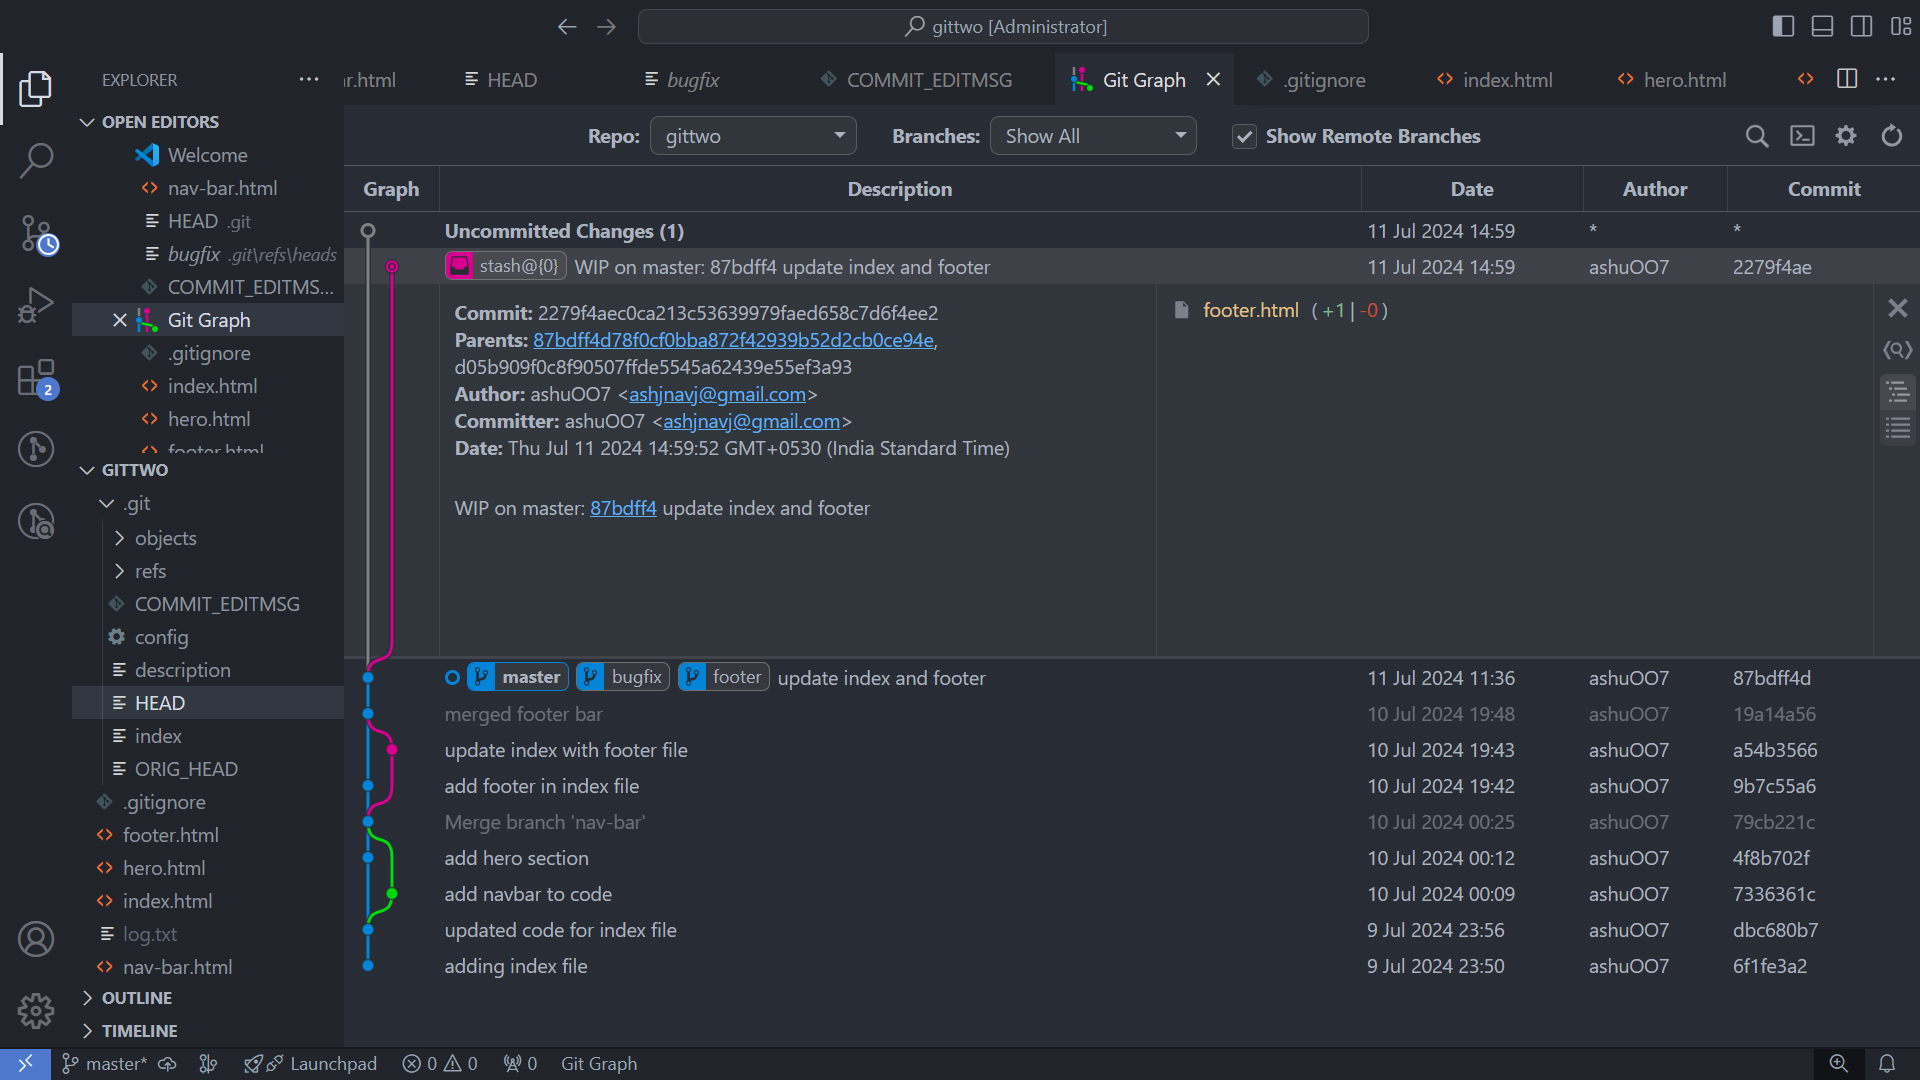 gittwo [Administrator]
EXPLORER
r.html
HEAD
bugfix
COMMIT_EDITMSG
Git Graph
.gitignore
index.html
hero.html
OPEN EDITORS
Welcome
nav-bar.html
HEAD .git
bugfix .git\refs\heads
COMMIT_EDITMS...
Git Graph
.gitignore
index.html
hero.html
footer.html
GITTWO
.git
objects
refs
COMMIT_EDITMSG
config
description
HEAD
index
ORIG_HEAD
.gitignore
footer.html
hero.html
index.html
log.txt
nav-bar.html
OUTLINE
TIMELINE
2
Repo: gittwo Branches: Show All Show Remote Branches
Graph Description Date Author Commit
Uncommitted Changes (1) 11 Jul 2024 14:59 * *
stash@{0} WIP on master: 87bdff4 update index and footer 11 Jul 2024 14:59 ashuOO7 2279f4ae
Commit: 2279f4aec0ca213c53639979faed658c7d6f4ee2
Parents: 87bdff4d78f0cf0bba872f42939b52d2cb0ce94e,
d05b909f0c8f90507ffde5545a62439e55ef3a93
Author: ashuOO7 <ashjnavj@gmail.com>
Committer: ashuOO7 <ashjnavj@gmail.com>
Date: Thu Jul 11 2024 14:59:52 GMT+0530 (India Standard Time)
WIP on master: 87bdff4 update index and footer
footer.html ( +1 | -0 )
master bugfix footer update index and footer 11 Jul 2024 11:36 ashuOO7 87bdff4d
merged footer bar 10 Jul 2024 19:48 ashuOO7 19a14a56
update index with footer file 10 Jul 2024 19:43 ashuOO7 a54b3566
add footer in index file 10 Jul 2024 19:42 ashuOO7 9b7c55a6
Merge branch 'nav-bar' 10 Jul 2024 00:25 ashuOO7 79cb221c
add hero section 10 Jul 2024 00:12 ashuOO7 4f8b702f
add navbar to code 10 Jul 2024 00:09 ashuOO7 7336361c
updated code for index file 9 Jul 2024 23:56 ashuOO7 dbc680b7
adding index file 9 Jul 2024 23:50 ashuOO7 6f1fe3a2
master* Launchpad 0 0 0 Git Graph